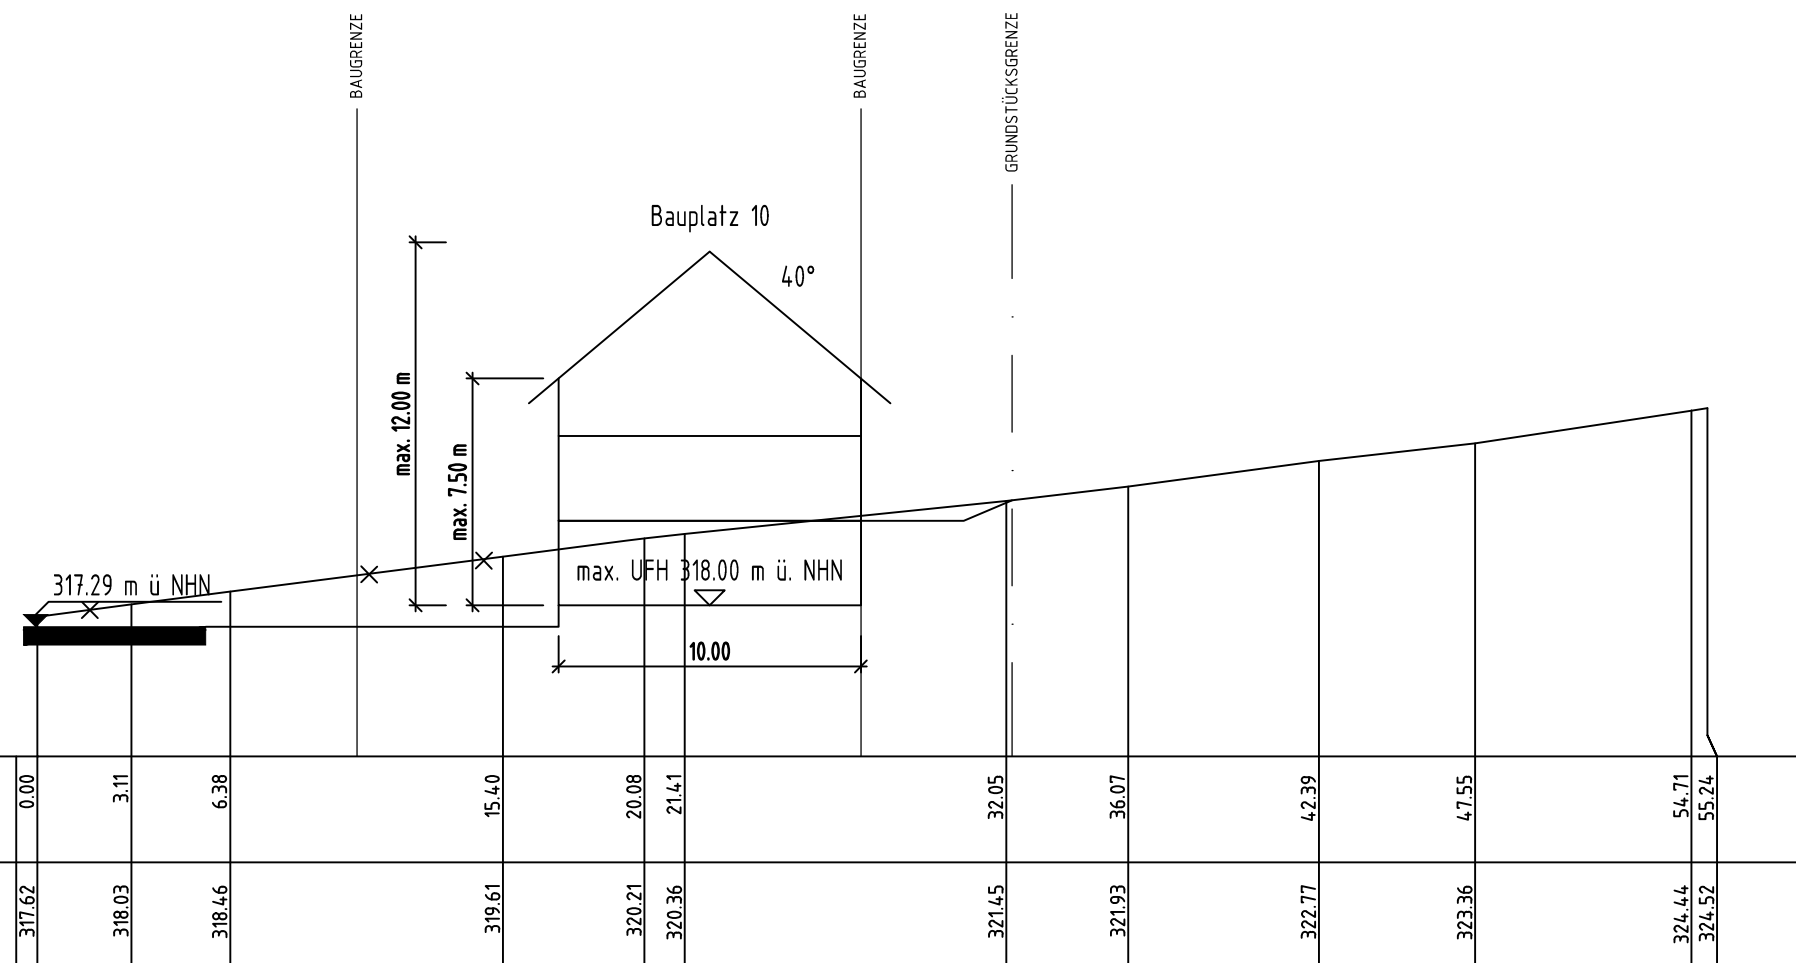 BAUGRENZE
BAUGRENZE
GRUNDSTÜCKSGRENZE
Bauplatz 10
40°
max. 12.00 m
max. 7.50 m
317.29 m ü NHN
max. UFH 318.00 m ü. NHN
10.00
0.00 3.11 6.38 15.40 20.08 21.41 32.05 36.07 42.39 47.55 54.71 55.24
317.62 318.03 318.46 319.61 320.21 320.36 321.45 321.93 322.77 323.36 324.44 324.52